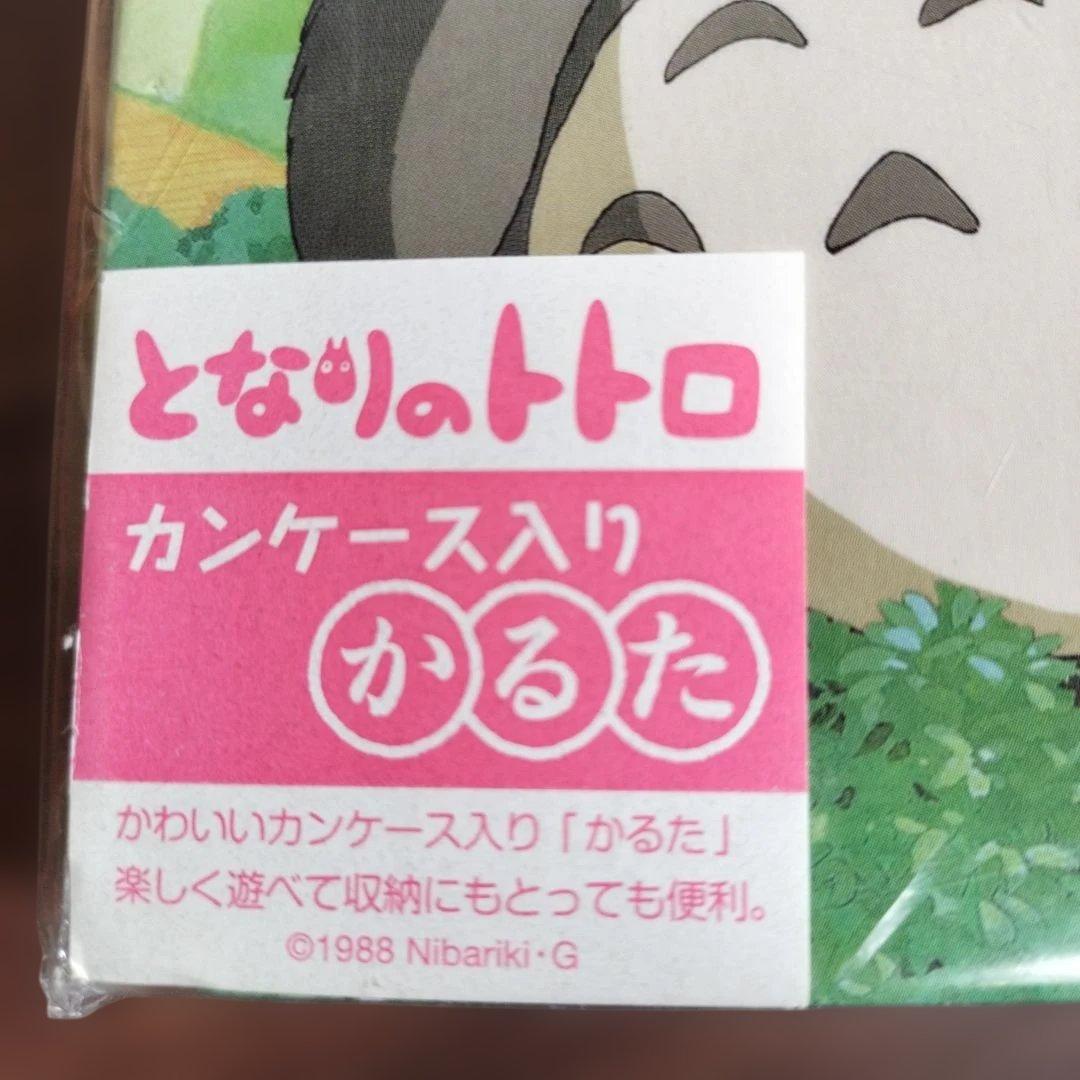 となりのトトロ
カンケース入り
かるた
かわいいカンケース入り「かるた」
楽しく遊べて収納にもとっても便利。
©1988 Nibariki・G